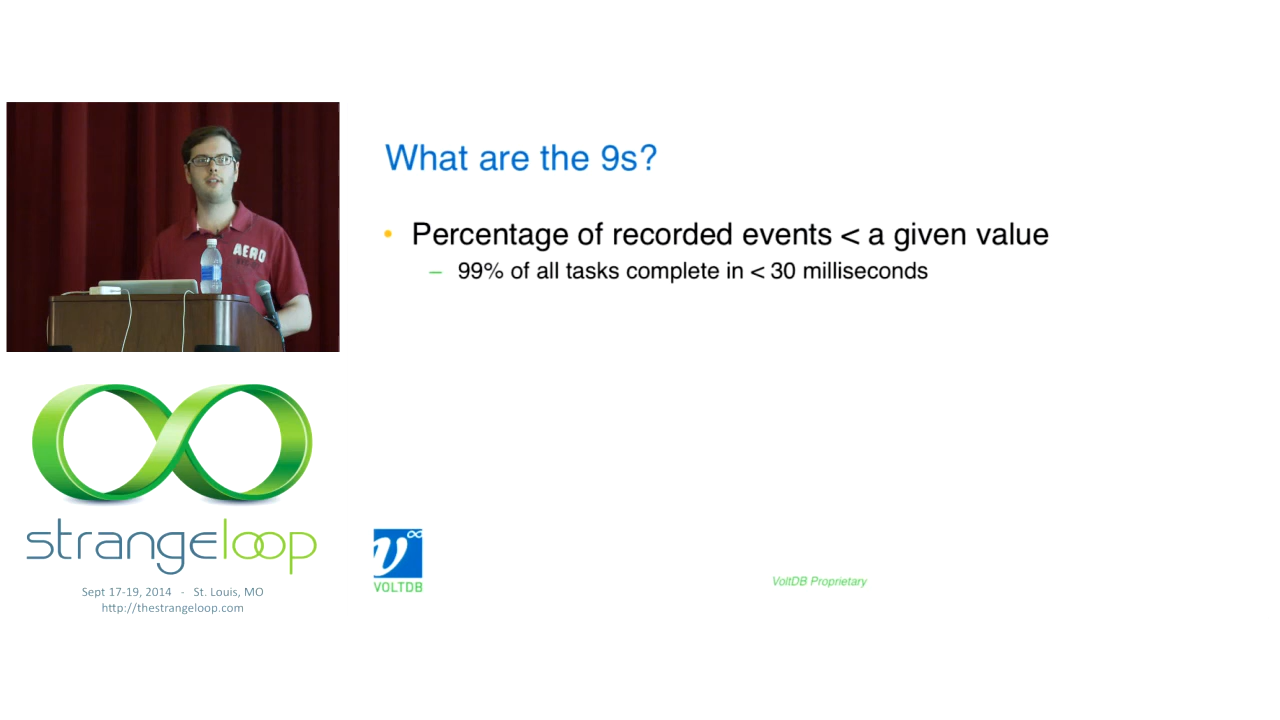 What are the 9s?
• Percentage of recorded events < a given value
– 99% of all tasks complete in < 30 milliseconds
AERO
strangeloop
Sept 17-19, 2014 - St. Louis, MO
http://thestrangeloop.com
VOLTDB
VoltDB Proprietary